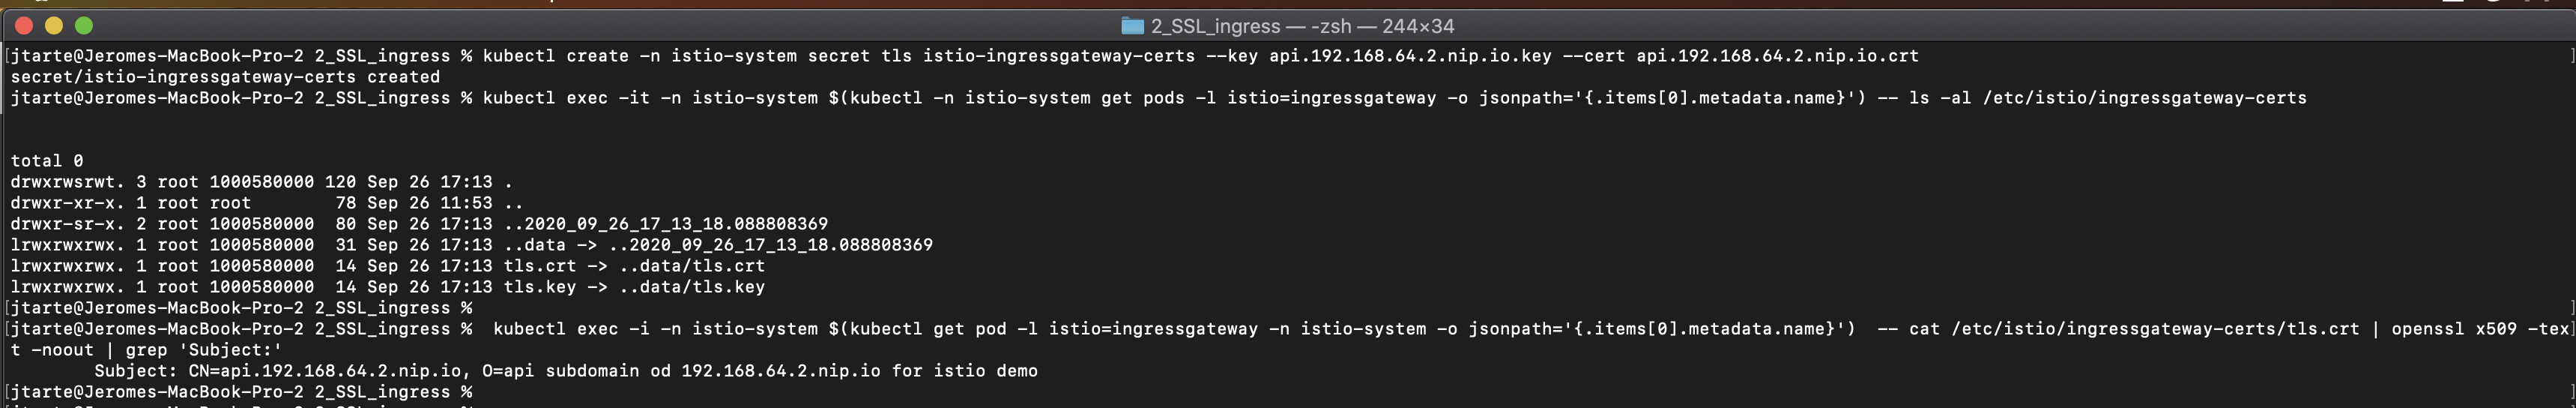 2_SSL_ingress — -zsh — 244×34
[jtarte@Jeromes-MacBook-Pro-2 2_SSL_ingress % kubectl create -n istio-system secret tls istio-ingressgateway-certs --key api.192.168.64.2.nip.io.key --cert api.192.168.64.2.nip.io.crt ]
secret/istio-ingressgateway-certs created
jtarte@Jeromes-MacBook-Pro-2 2_SSL_ingress % kubectl exec -it -n istio-system $(kubectl -n istio-system get pods -l istio=ingressgateway -o jsonpath='{.items[0].metadata.name}') -- ls -al /etc/istio/ingressgateway-certs
total 0
drwxrwsrwt. 3 root 1000580000 120 Sep 26 17:13 .
drwxr-xr-x. 1 root root        78 Sep 26 11:53 ..
drwxr-sr-x. 2 root 1000580000  80 Sep 26 17:13 ..2020_09_26_17_13_18.088808369
lrwxrwxrwx. 1 root 1000580000  31 Sep 26 17:13 ..data -> ..2020_09_26_17_13_18.088808369
lrwxrwxrwx. 1 root 1000580000  14 Sep 26 17:13 tls.crt -> ..data/tls.crt
lrwxrwxrwx. 1 root 1000580000  14 Sep 26 17:13 tls.key -> ..data/tls.key
[jtarte@Jeromes-MacBook-Pro-2 2_SSL_ingress % ]
[jtarte@Jeromes-MacBook-Pro-2 2_SSL_ingress %  kubectl exec -i -n istio-system $(kubectl get pod -l istio=ingressgateway -n istio-system -o jsonpath='{.items[0].metadata.name}')  -- cat /etc/istio/ingressgateway-certs/tls.crt | openssl x509 -tex]
t -noout | grep 'Subject:'
        Subject: CN=api.192.168.64.2.nip.io, O=api subdomain od 192.168.64.2.nip.io for istio demo
[jtarte@Jeromes-MacBook-Pro-2 2_SSL_ingress % ]